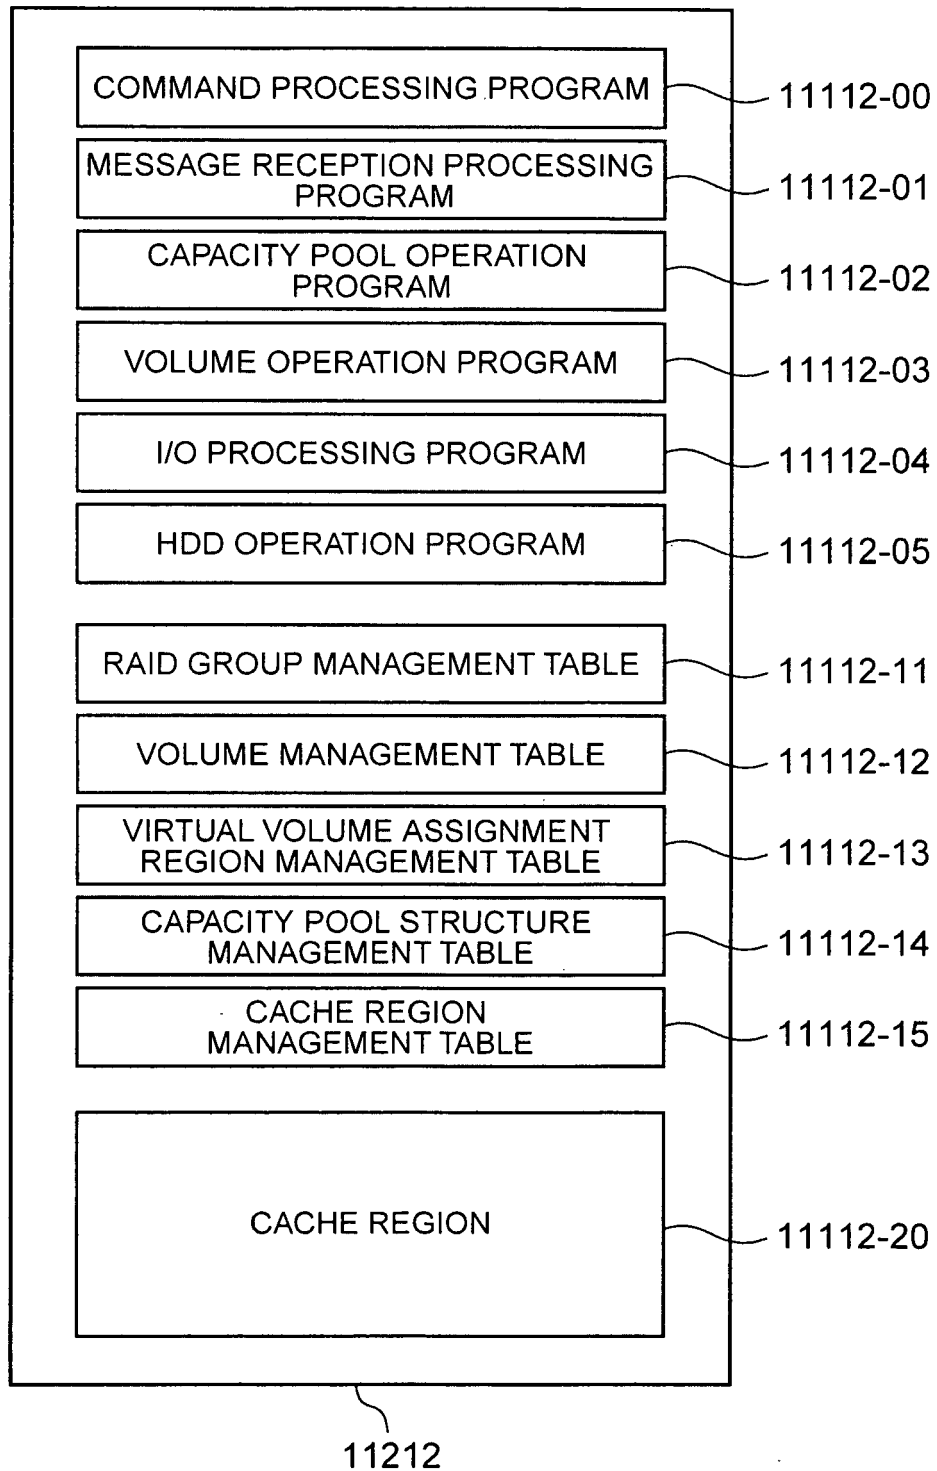 COMMAND PROCESSING PROGRAM
11112-00
MESSAGE RECEPTION PROCESSING
PROGRAM
11112-01
CAPACITY POOL OPERATION
PROGRAM
11112-02
VOLUME OPERATION PROGRAM
11112-03
I/O PROCESSING PROGRAM
11112-04
HDD OPERATION PROGRAM
11112-05
RAID GROUP MANAGEMENT TABLE
11112-11
VOLUME MANAGEMENT TABLE
11112-12
VIRTUAL VOLUME ASSIGNMENT
REGION MANAGEMENT TABLE
11112-13
CAPACITY POOL STRUCTURE
MANAGEMENT TABLE
11112-14
CACHE REGION
MANAGEMENT TABLE
11112-15
CACHE REGION
11112-20
11212